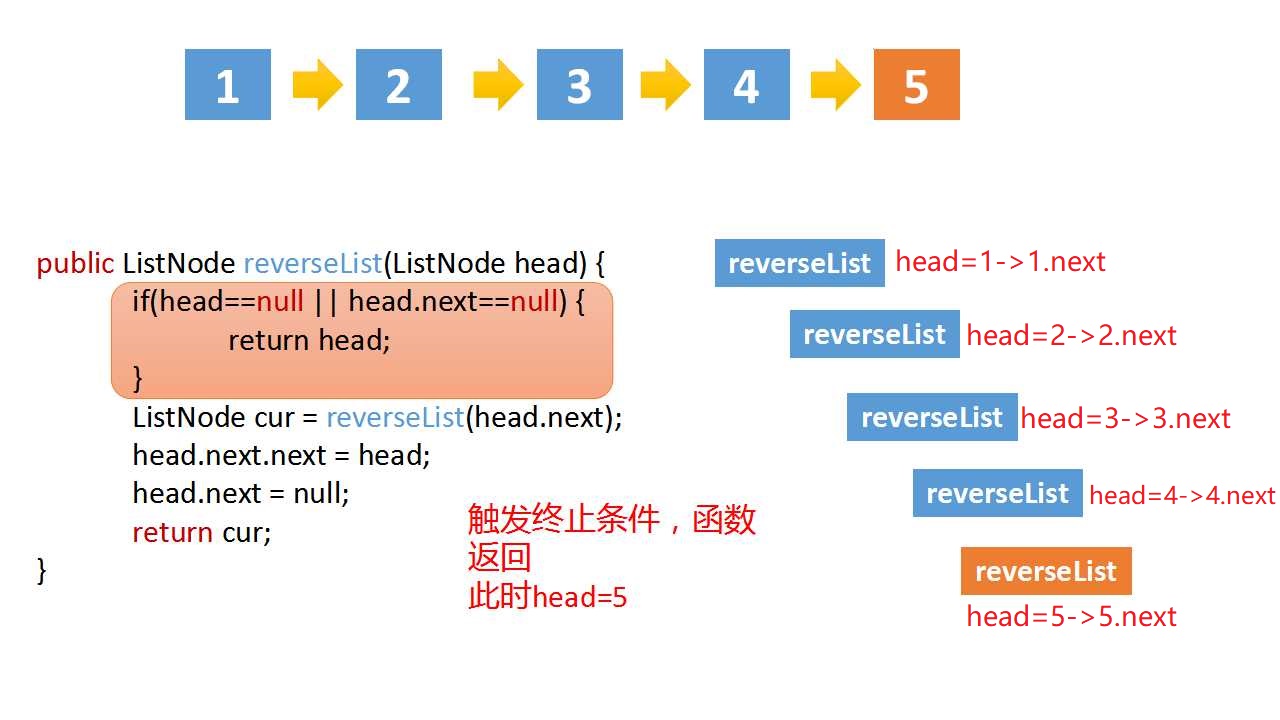 1 2 3 4 5
public ListNode reverseList(ListNode head) {
if(head==null || head.next==null) {
return head;
}
ListNode cur = reverseList(head.next);
head.next.next = head;
head.next = null;
return cur;
}
触发终止条件，函数
返回
此时head=5
reverseList head=1->1.next
reverseList head=2->2.next
reverseList head=3->3.next
reverseList head=4->4.next
reverseList
head=5->5.next